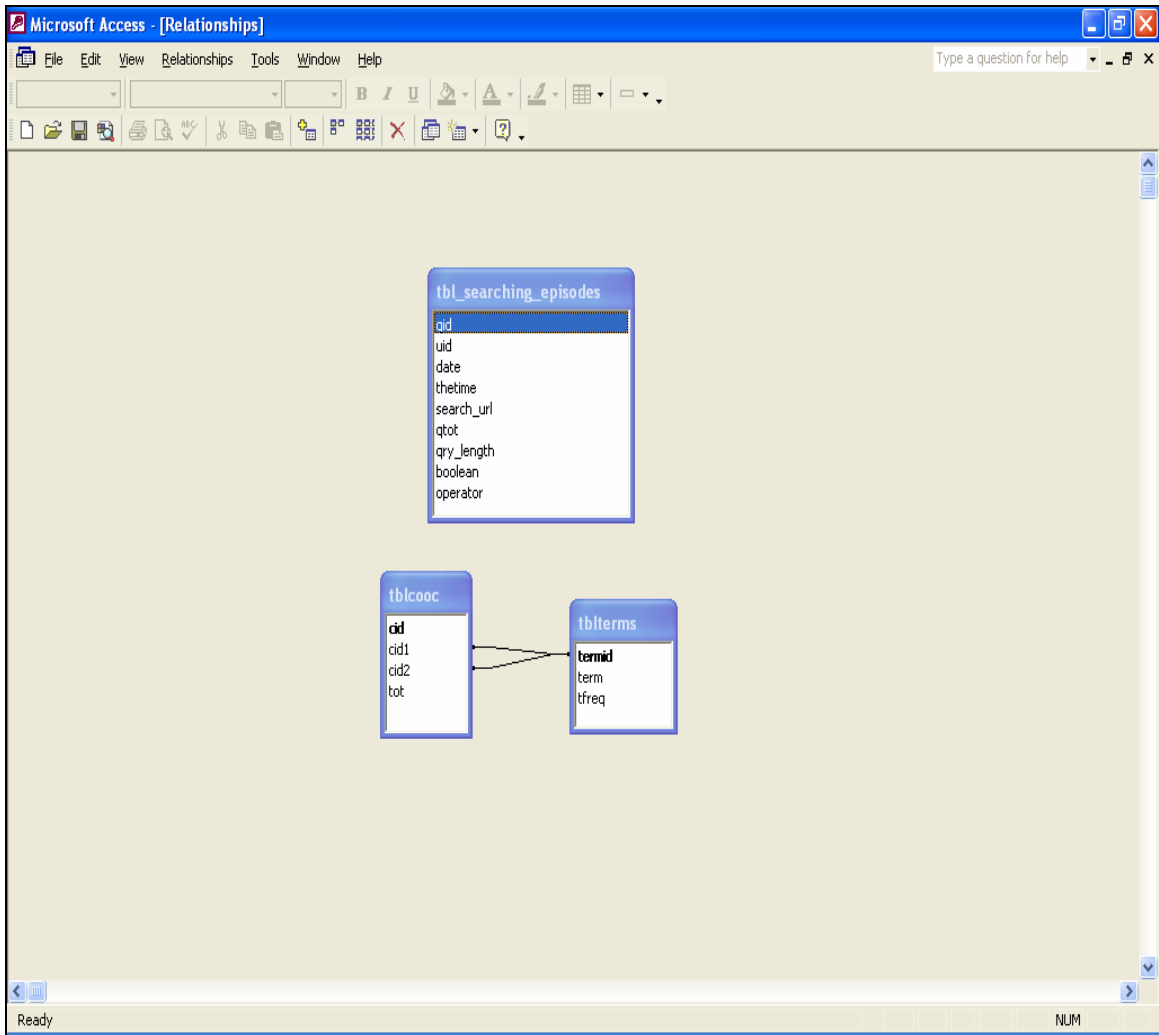 Microsoft Access - [Relationships]
File Edit View Relationships Tools Window Help
Type a question for help
B I U A
ABC
tbl_searching_episodes
qid
uid
date
thetime
search_url
qtot
qry_length
boolean
operator
tblcooc
cid
cid1
cid2
tot
tblterms
termid
term
tfreq
Ready
NUM